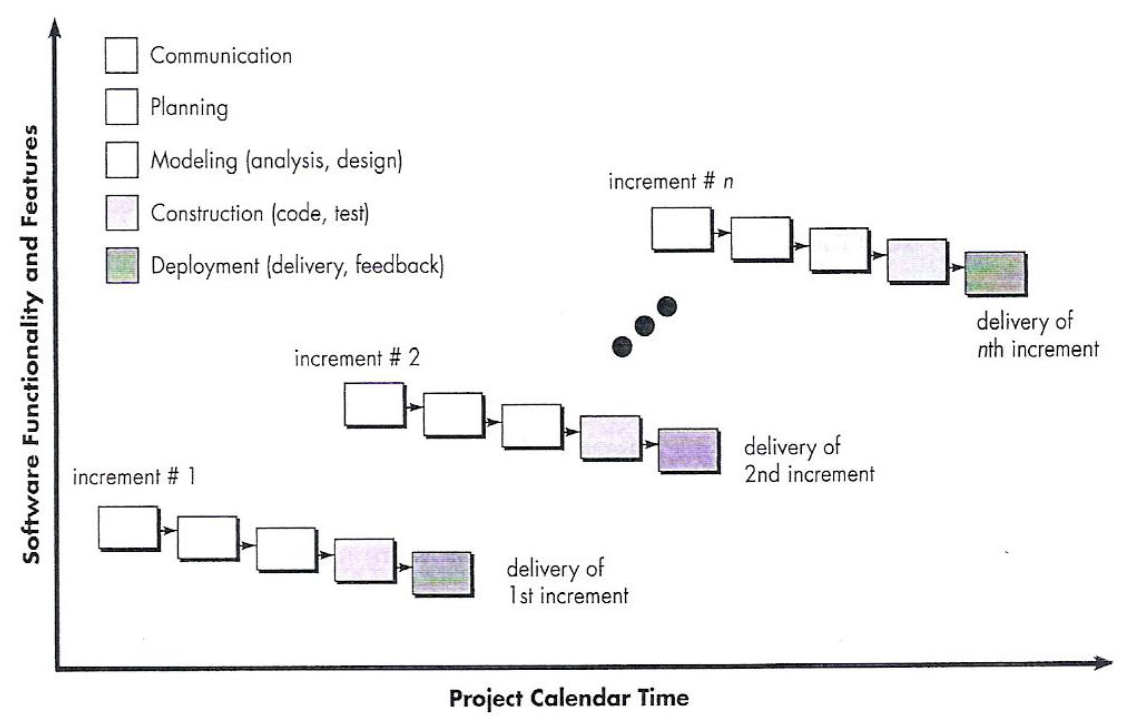 Communication
Planning
Modeling (analysis, design)
Construction (code, test)
Deployment (delivery, feedback)
increment # n
delivery of
nth increment
increment # 2
delivery of
2nd increment
increment # 1
delivery of
1st increment
Software Functionality and Features
Project Calendar Time